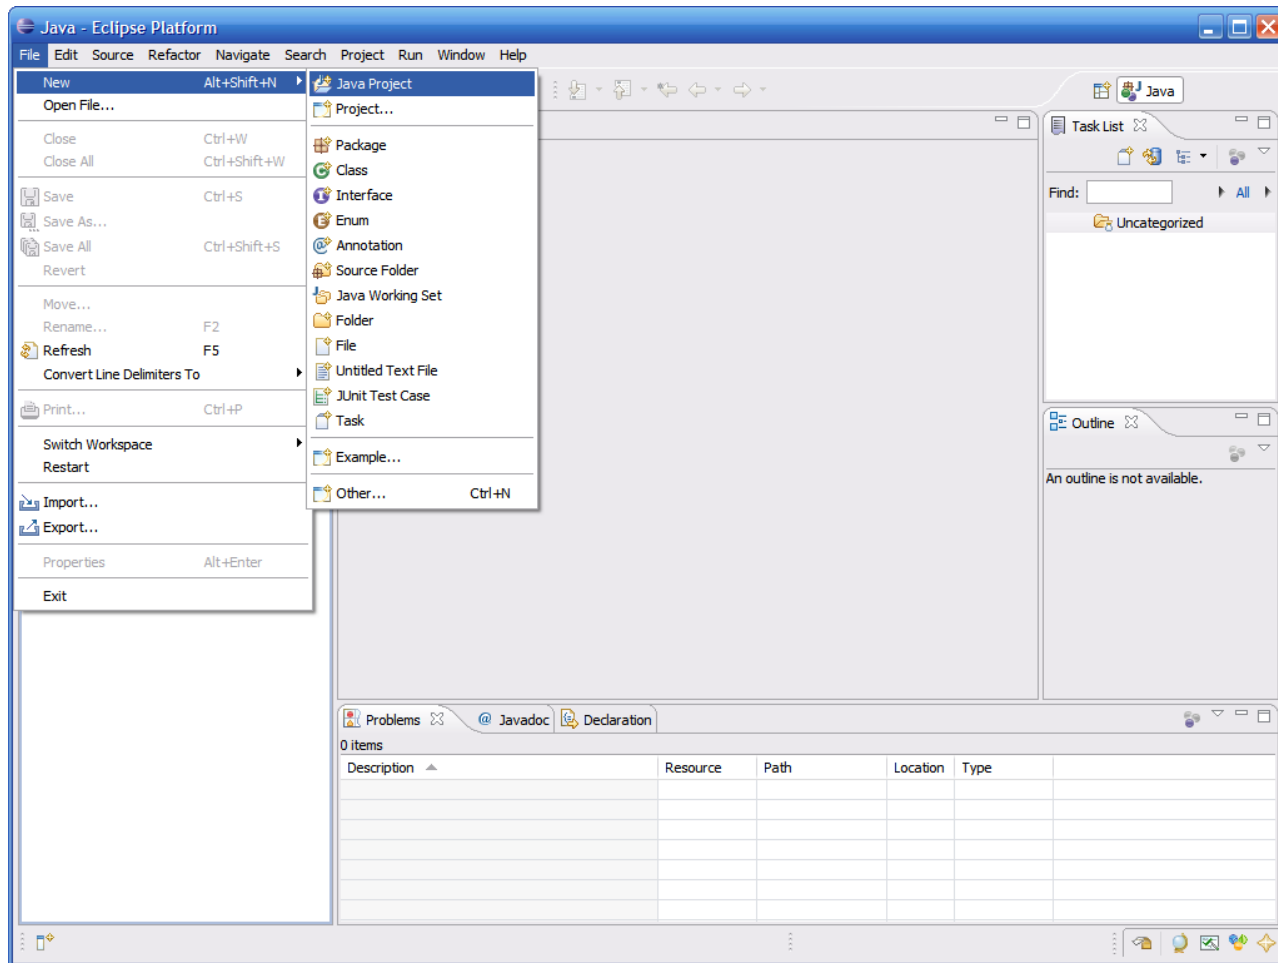 Java - Eclipse Platform
File Edit Source Refactor Navigate Search Project Run Window Help
New Alt+Shift+N
Open File...
Close Ctrl+W
Close All Ctrl+Shift+W
Save Ctrl+S
Save As...
Save All Ctrl+Shift+S
Revert
Move...
Rename... F2
Refresh F5
Convert Line Delimiters To
Print... Ctrl+P
Switch Workspace
Restart
Import...
Export...
Properties Alt+Enter
Exit
Java Project
Project...
Package
Class
Interface
Enum
Annotation
Source Folder
Java Working Set
Folder
File
Untitled Text File
JUnit Test Case
Task
Example...
Other... Ctrl+N
Java
Task List
Find: All
Uncategorized
Outline
An outline is not available.
Problems @ Javadoc Declaration
0 items
Description Resource Path Location Type